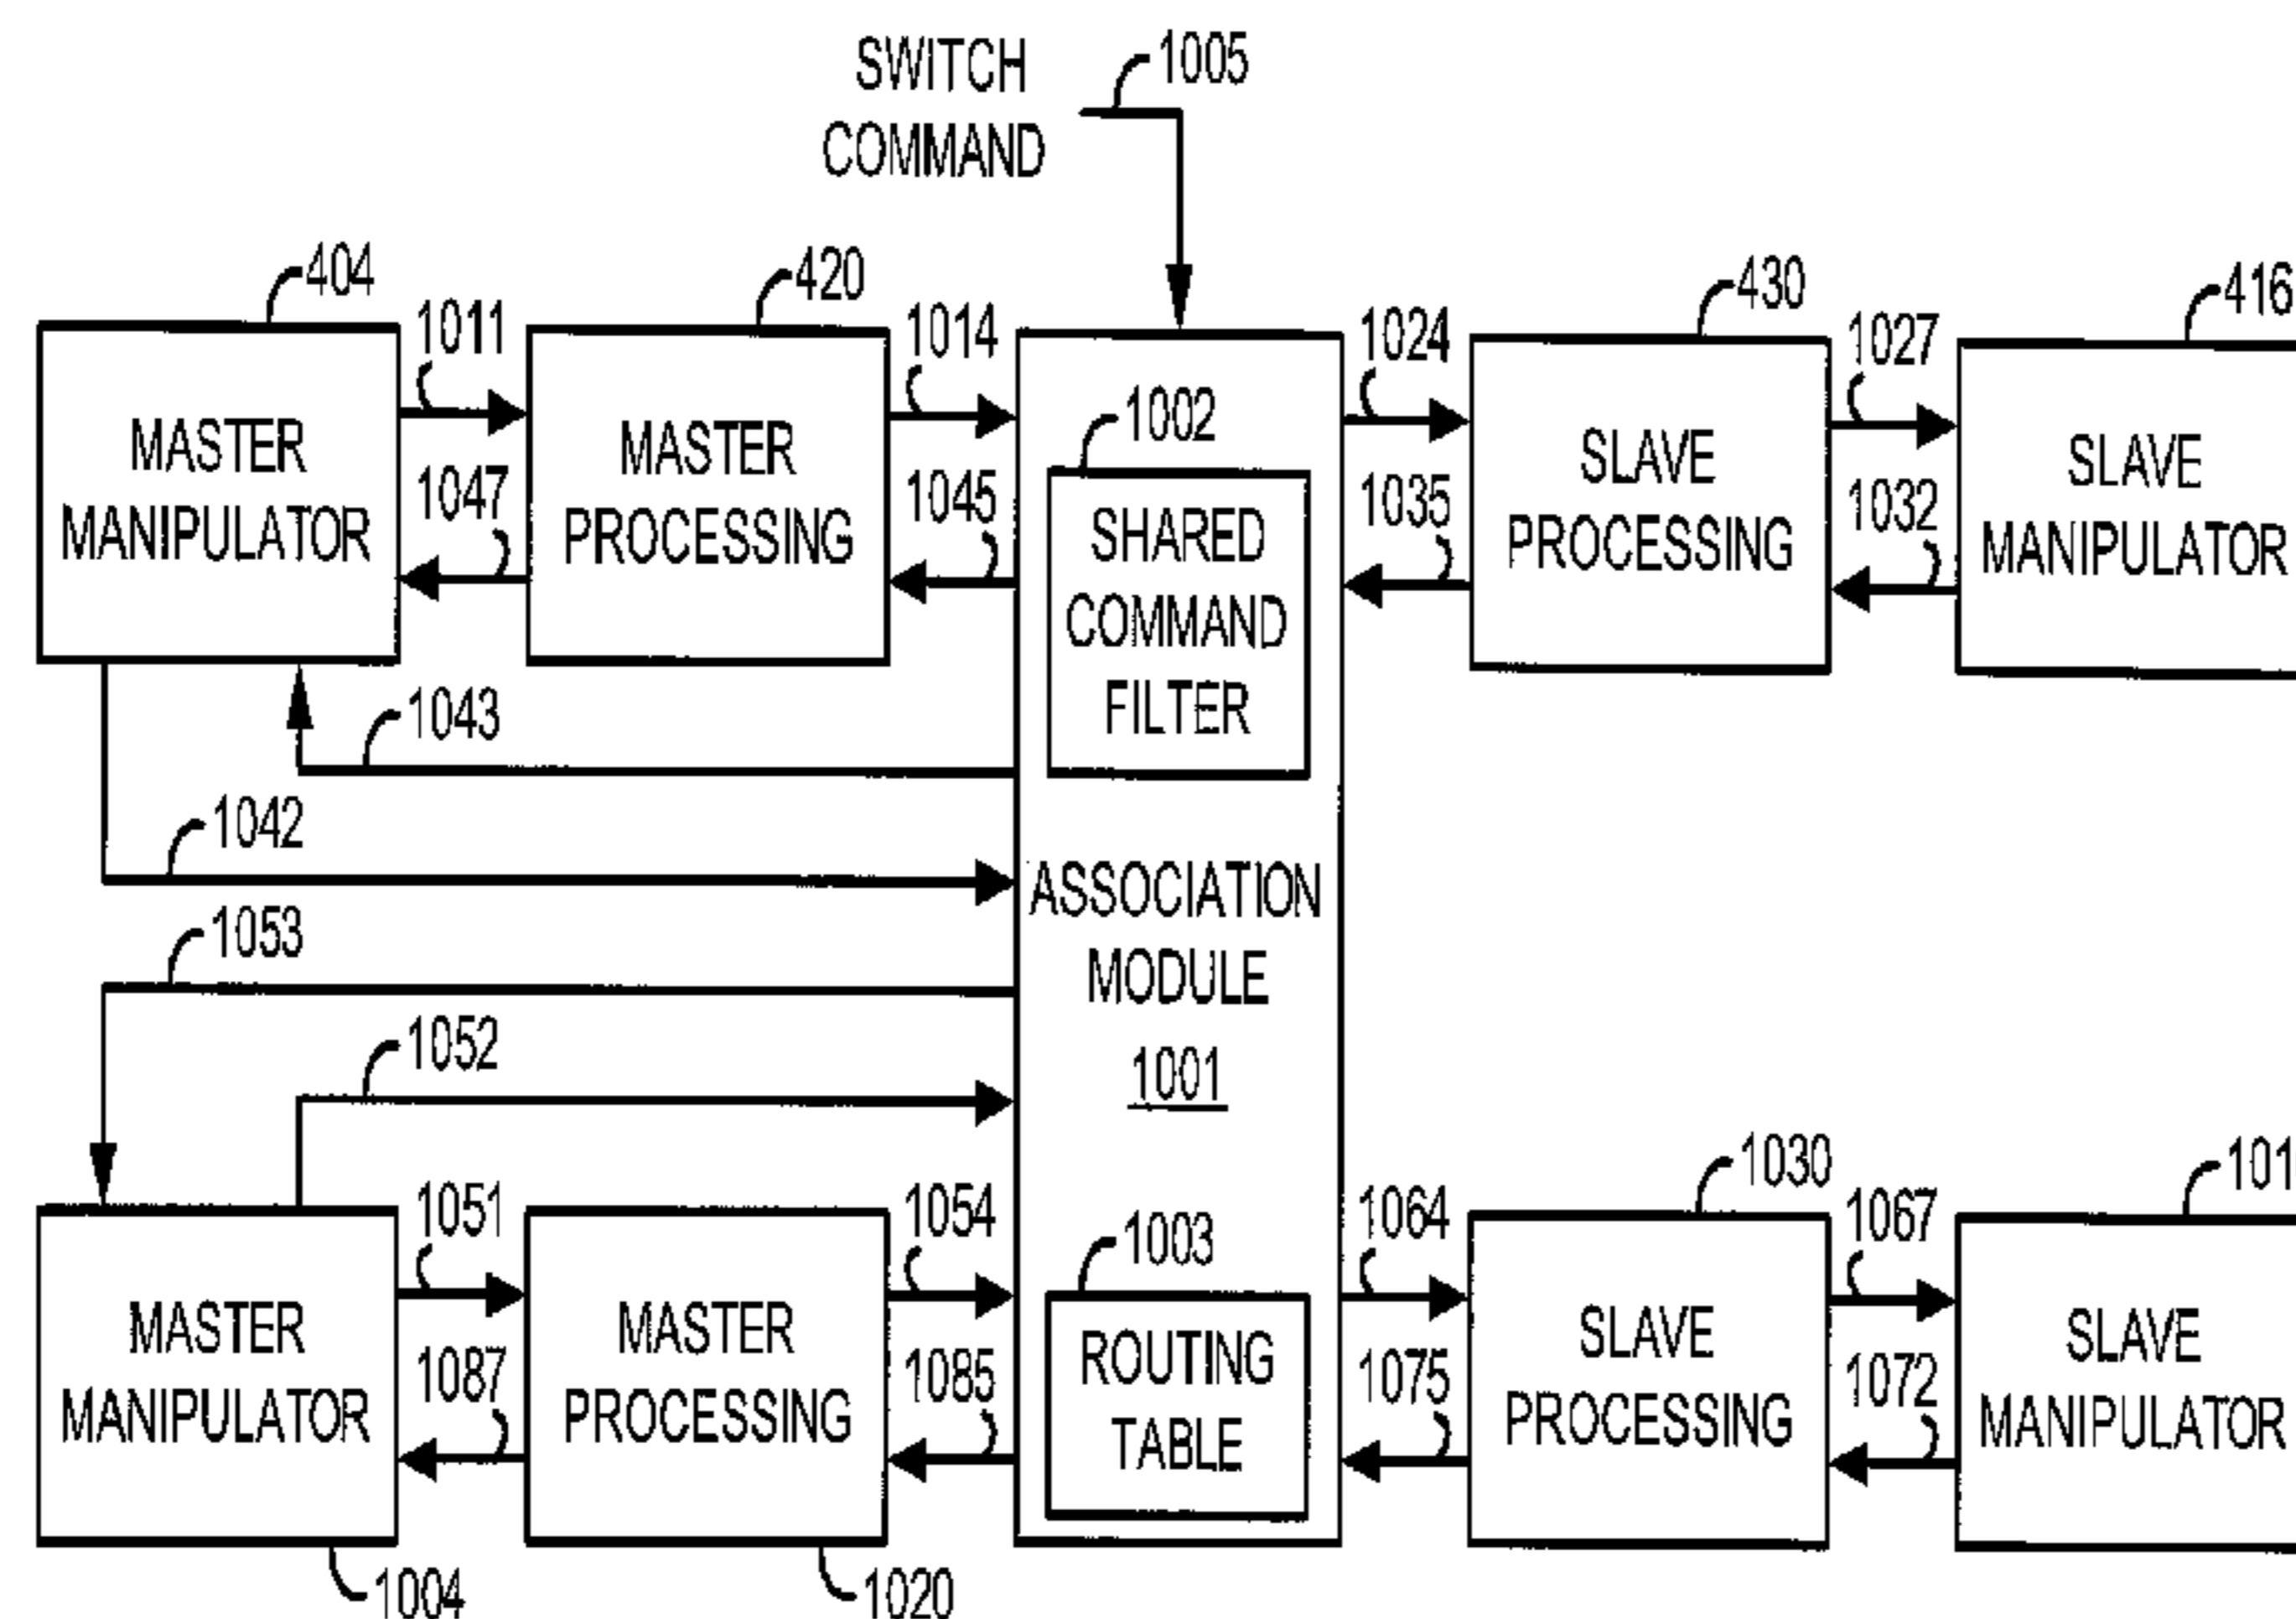 SWITCH
COMMAND
1005
404
1011
420
1014
1024
430
1027
416
MASTER
MANIPULATOR
1047
MASTER
PROCESSING
1045
1002
SHARED
COMMAND
FILTER
1035
SLAVE
PROCESSING
1032
SLAVE
MANIPULATOR
1043
1042
ASSOCIATION
MODULE
1001
1053
1052
1051
1054
1003
1064
1030
1067
101
MASTER
MANIPULATOR
1087
MASTER
PROCESSING
1085
ROUTING
TABLE
1075
SLAVE
PROCESSING
1072
SLAVE
MANIPULATOR
1004
1020